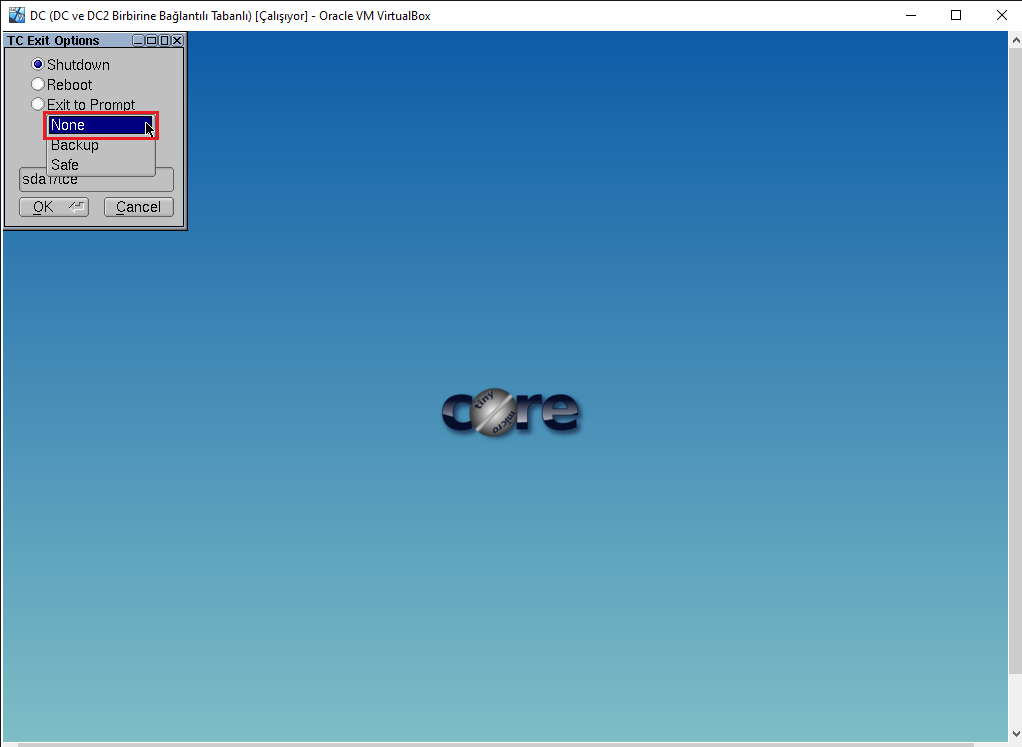 DC (DC ve DC2 Birbirine Bağlantılı Tabanlı) [Çalışıyor] - Oracle VM VirtualBox
TC Exit Options
Shutdown
Reboot
Exit to Prompt
None
Backup
Safe
sda1/tce
OK
Cancel
core
tiny
micro